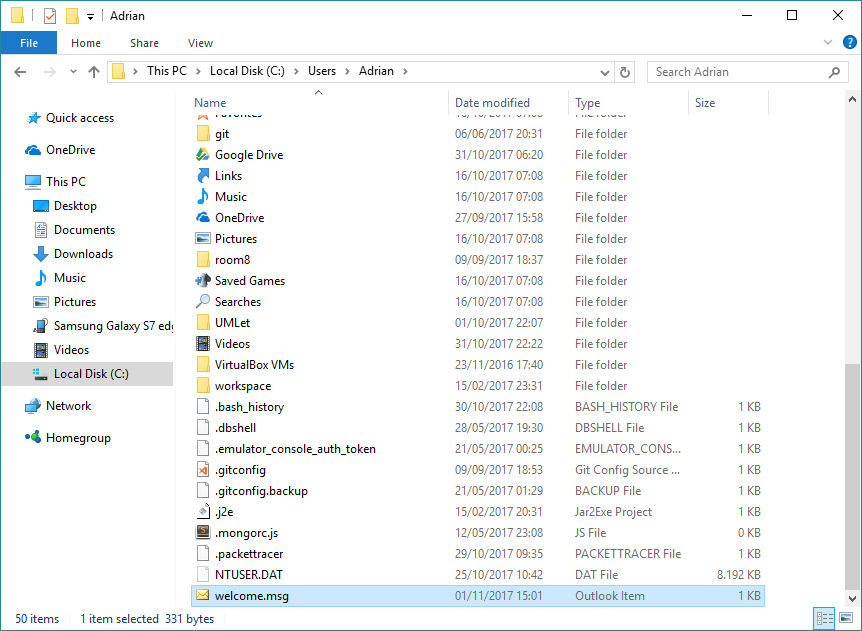 Adrian
File Home Share View
This PC Local Disk (C:) Users Adrian
Search Adrian
Quick access
OneDrive
This PC
Desktop
Documents
Downloads
Music
Pictures
Samsung Galaxy S7 edg
Videos
Local Disk (C:)
Network
Homegroup
Name Date modified Type Size
Favorites 16/10/2017 07:08 File folder
git 06/06/2017 20:31 File folder
Google Drive 31/10/2017 06:20 File folder
Links 16/10/2017 07:08 File folder
Music 16/10/2017 07:08 File folder
OneDrive 27/09/2017 15:58 File folder
Pictures 16/10/2017 07:08 File folder
room8 09/09/2017 18:37 File folder
Saved Games 16/10/2017 07:08 File folder
Searches 16/10/2017 07:08 File folder
UMLet 01/10/2017 22:07 File folder
Videos 31/10/2017 22:22 File folder
VirtualBox VMs 23/11/2016 17:40 File folder
workspace 15/02/2017 23:31 File folder
.bash_history 30/10/2017 22:08 BASH_HISTORY File 1 KB
.dbshell 28/05/2017 19:30 DBSHELL File 1 KB
.emulator_console_auth_token 21/05/2017 00:25 EMULATOR_CONS... 1 KB
.gitconfig 09/09/2017 18:53 Git Config Source ... 1 KB
.gitconfig.backup 21/05/2017 01:29 BACKUP File 1 KB
.j2e 15/02/2017 20:31 Jar2Exe Project 1 KB
.mongorc.js 12/05/2017 23:08 JS File 0 KB
.packettracer 29/10/2017 09:35 PACKETTRACER File 1 KB
NTUSER.DAT 25/10/2017 10:42 DAT File 8.192 KB
welcome.msg 01/11/2017 15:01 Outlook Item 1 KB
50 items 1 item selected 331 bytes